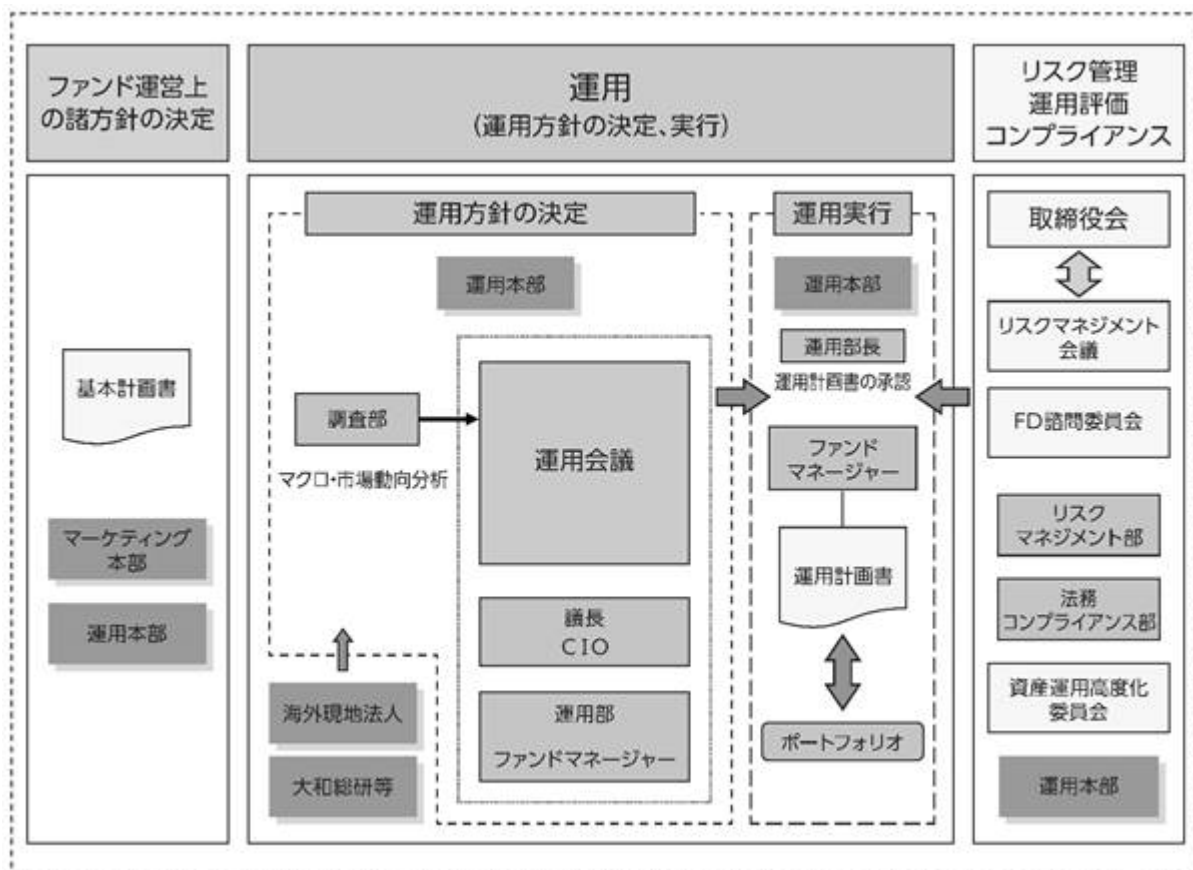 ファンド運営上
の諸方針の決定
運用
(運用方針の決定、実行)
リスク管理
運用評価
コンプライアンス
基本計画書
マーケティング
本部
運用本部
運用方針の決定
運用本部
調査部
マクロ・市場動向分析
運用会議
議長
CIO
運用部
ファンドマネージャー
海外現地法人
大和総研等
運用実行
運用本部
運用部長
運用計画書の承認
ファンド
マネージャー
運用計画書
ポートフォリオ
取締役会
リスクマネジメント
会議
FD諮問委員会
リスク
マネジメント部
法務
コンプライアンス部
資産運用高度化
委員会
運用本部